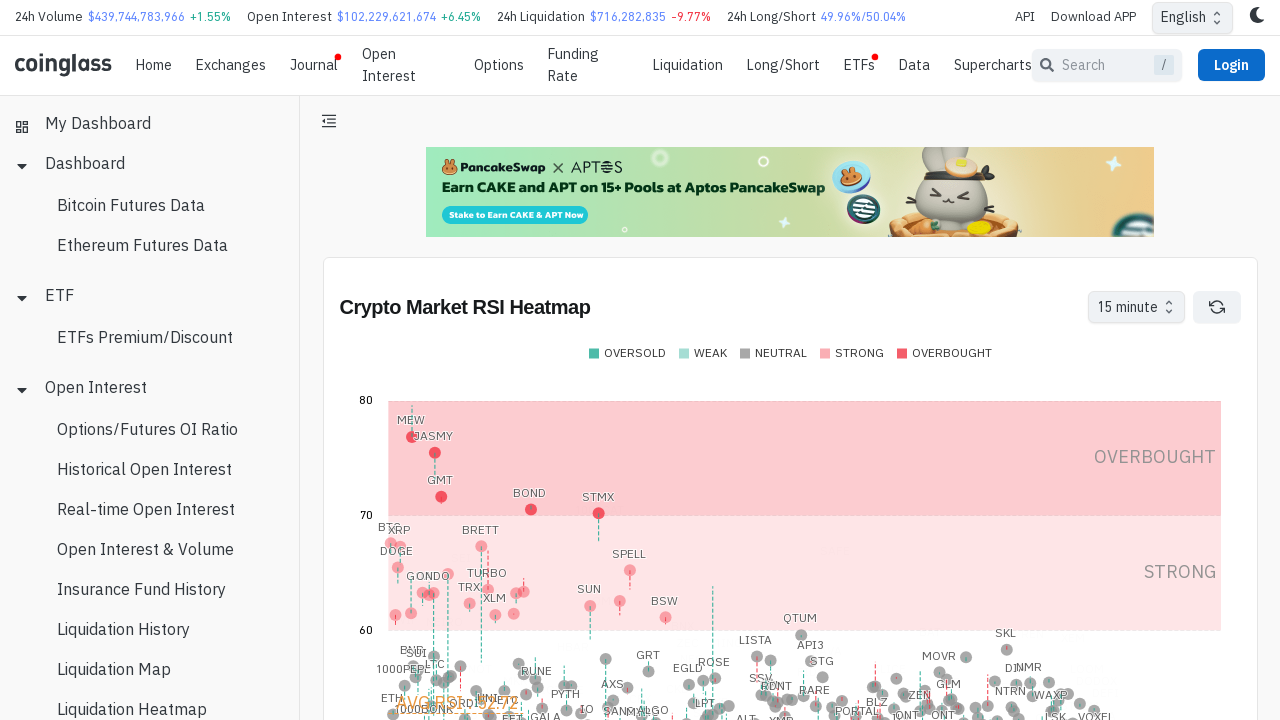 24h Volume $439,744,783,966 +1.55% Open Interest $102,229,621,674 +6.45% 24h Liquidation $716,282,835 -9.77% 24h Long/Short 49.96%/50.04% API Download APP English
coinglass Home Exchanges Journal Open Interest Options Funding Rate Liquidation Long/Short ETFs Data Supercharts Search / Login
My Dashboard
Dashboard
Bitcoin Futures Data
Ethereum Futures Data
ETF
ETFs Premium/Discount
Open Interest
Options/Futures OI Ratio
Historical Open Interest
Real-time Open Interest
Open Interest & Volume
Insurance Fund History
Liquidation History
Liquidation Map
Liquidation Heatmap
PancakeSwap × APTOS
Earn CAKE and APT on 15+ Pools at Aptos PancakeSwap
Stake to Earn CAKE & APT Now
Crypto Market RSI Heatmap 15 minute
OVERSOLD WEAK NEUTRAL STRONG OVERBOUGHT
80
MEW
JASMY
OVERBOUGHT
GMT
BOND
STMX
70
BTC
XRP
BRETT
DOGE
SPELL
STRONG
GONDO
TURBO
TRX
SUN
XLM
BSW
60
QTUM
SKL
LISTA
API3
SUI
GRT
MOVR
STG
1000PEPE
LTC
ROSE
EGLD
RUNE
NMR
SSV
AXS
GLM
RDNT
RARE
NTRN
PYTH
ZEN
WAXP
ETH
LPT
BLZ
AVG RSI : 52.72
IO
PORTAL
GALA
ONT
LSK
VOXEL